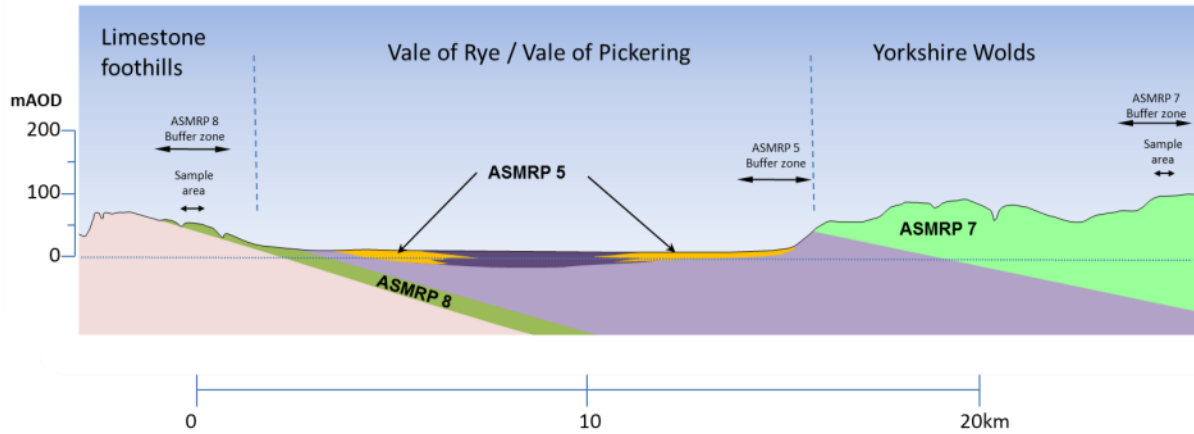 Limestone
foothills
Vale of Rye / Vale of Pickering
Yorkshire Wolds
mAOD
200
100
0
ASMRP 8
Buffer zone
Sample
area
ASMRP 5
ASMRP 5
Buffer zone
ASMRP 7
Buffer zone
Sample
area
ASMRP 7
ASMRP 8
0
10
20km